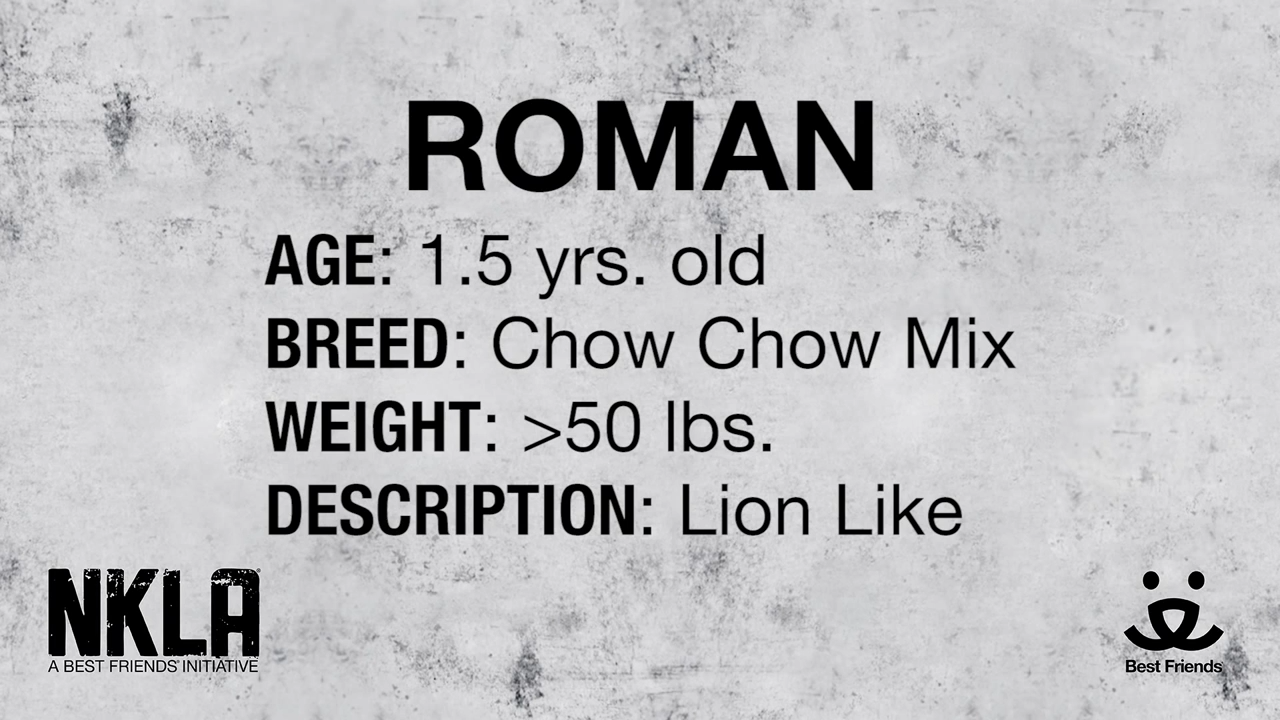 ROMAN
AGE: 1.5 yrs. old
BREED: Chow Chow Mix
WEIGHT: >50 lbs.
DESCRIPTION: Lion Like
NKLA®
A BEST FRIENDS INITIATIVE
Best Friends